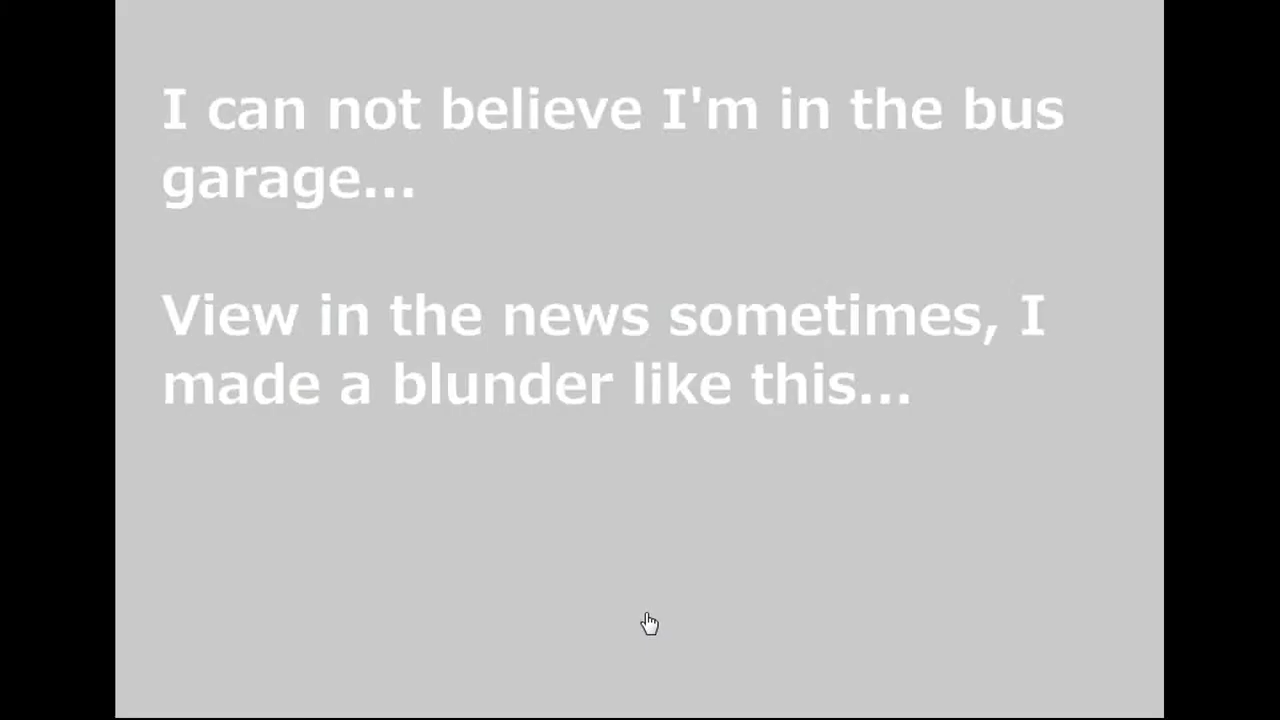 I can not believe I'm in the bus
garage...
View in the news sometimes, I
made a blunder like this...